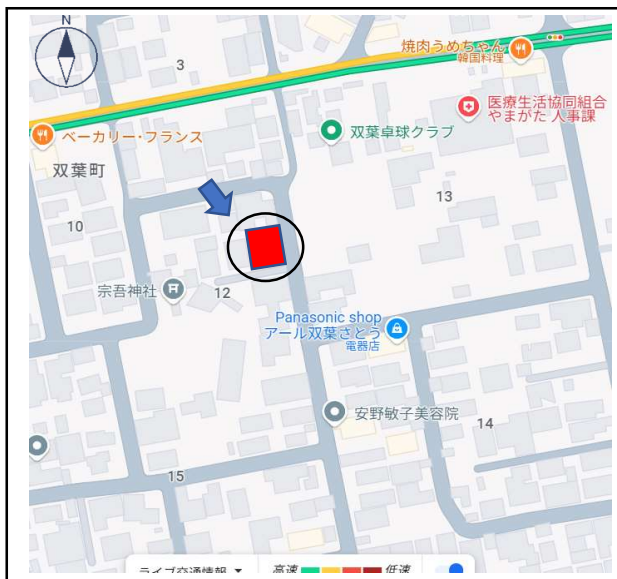 N
3
焼肉うめちゃん
韓国料理
医療生活協同組合
やまがた 人事課
ベーカリー・フランス
双葉卓球クラブ
双葉町
13
10
宗吾神社
12
Panasonic shop
アール双葉さとう
電器店
安野敏子美容院
14
15
ライブ交通情報
高速
低速